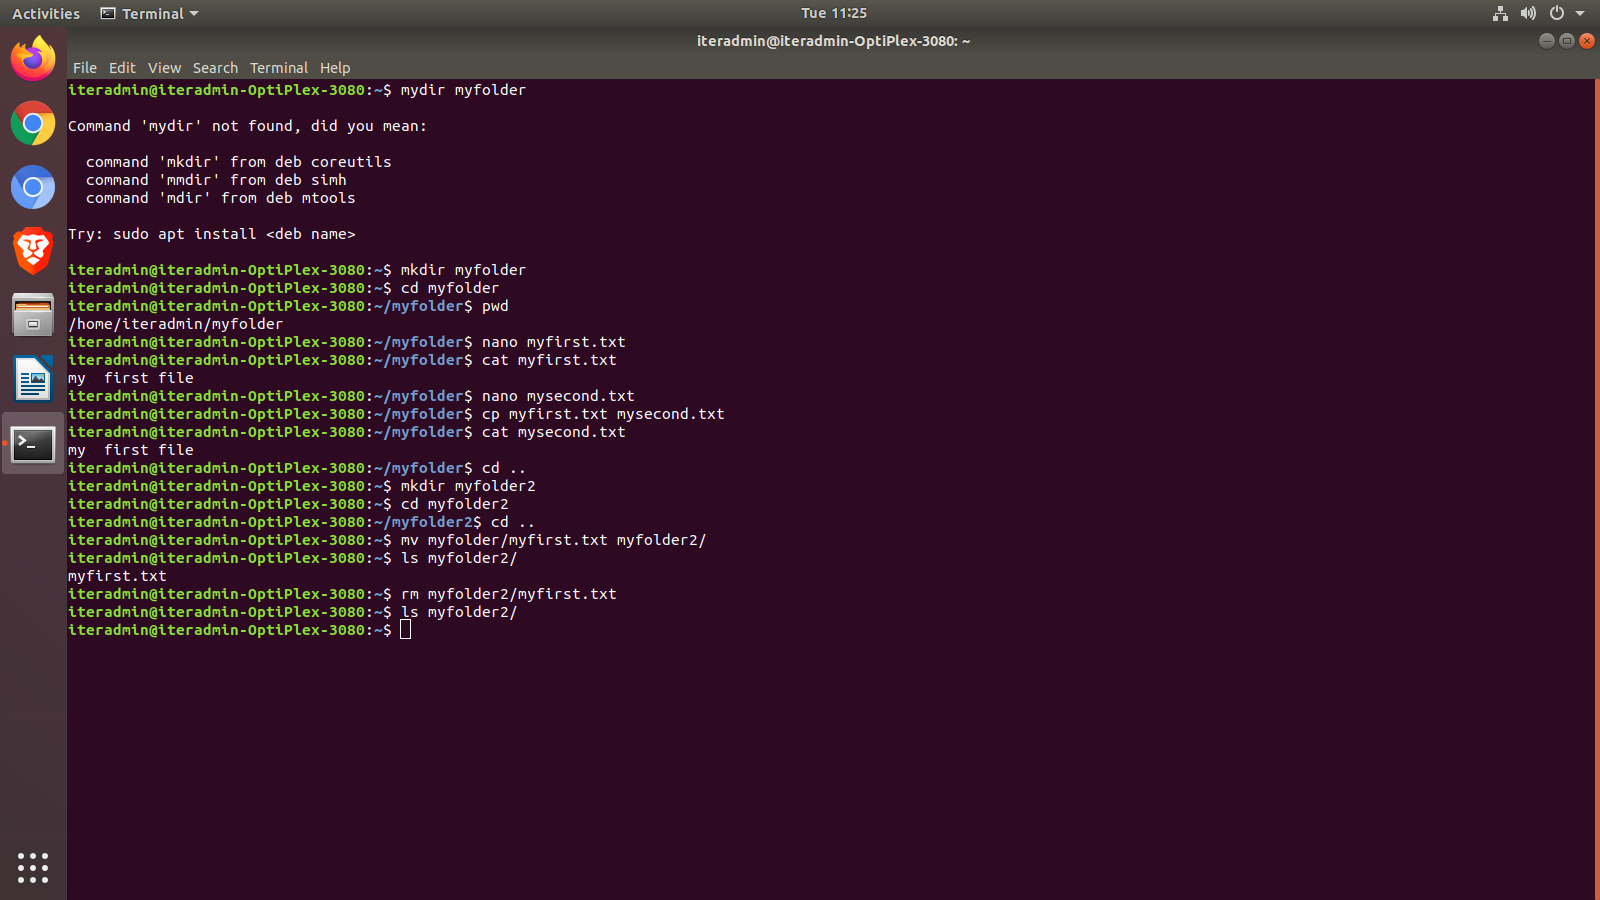 Activities Terminal Tue 11:25
iteradmin@iteradmin-OptiPlex-3080: ~
File Edit View Search Terminal Help
iteradmin@iteradmin-OptiPlex-3080:~$ mydir myfolder
Command 'mydir' not found, did you mean:
command 'mkdir' from deb coreutils
command 'mmdir' from deb simh
command 'mdir' from deb mtools
Try: sudo apt install <deb name>
iteradmin@iteradmin-OptiPlex-3080:~$ mkdir myfolder
iteradmin@iteradmin-OptiPlex-3080:~$ cd myfolder
iteradmin@iteradmin-OptiPlex-3080:~/myfolder$ pwd
/home/iteradmin/myfolder
iteradmin@iteradmin-OptiPlex-3080:~/myfolder$ nano myfirst.txt
iteradmin@iteradmin-OptiPlex-3080:~/myfolder$ cat myfirst.txt
my  first file
iteradmin@iteradmin-OptiPlex-3080:~/myfolder$ nano mysecond.txt
iteradmin@iteradmin-OptiPlex-3080:~/myfolder$ cp myfirst.txt mysecond.txt
iteradmin@iteradmin-OptiPlex-3080:~/myfolder$ cat mysecond.txt
my  first file
iteradmin@iteradmin-OptiPlex-3080:~/myfolder$ cd ..
iteradmin@iteradmin-OptiPlex-3080:~$ mkdir myfolder2
iteradmin@iteradmin-OptiPlex-3080:~$ cd myfolder2
iteradmin@iteradmin-OptiPlex-3080:~/myfolder2$ cd ..
iteradmin@iteradmin-OptiPlex-3080:~$ mv myfolder/myfirst.txt myfolder2/
iteradmin@iteradmin-OptiPlex-3080:~$ ls myfolder2/
myfirst.txt
iteradmin@iteradmin-OptiPlex-3080:~$ rm myfolder2/myfirst.txt
iteradmin@iteradmin-OptiPlex-3080:~$ ls myfolder2/
iteradmin@iteradmin-OptiPlex-3080:~$